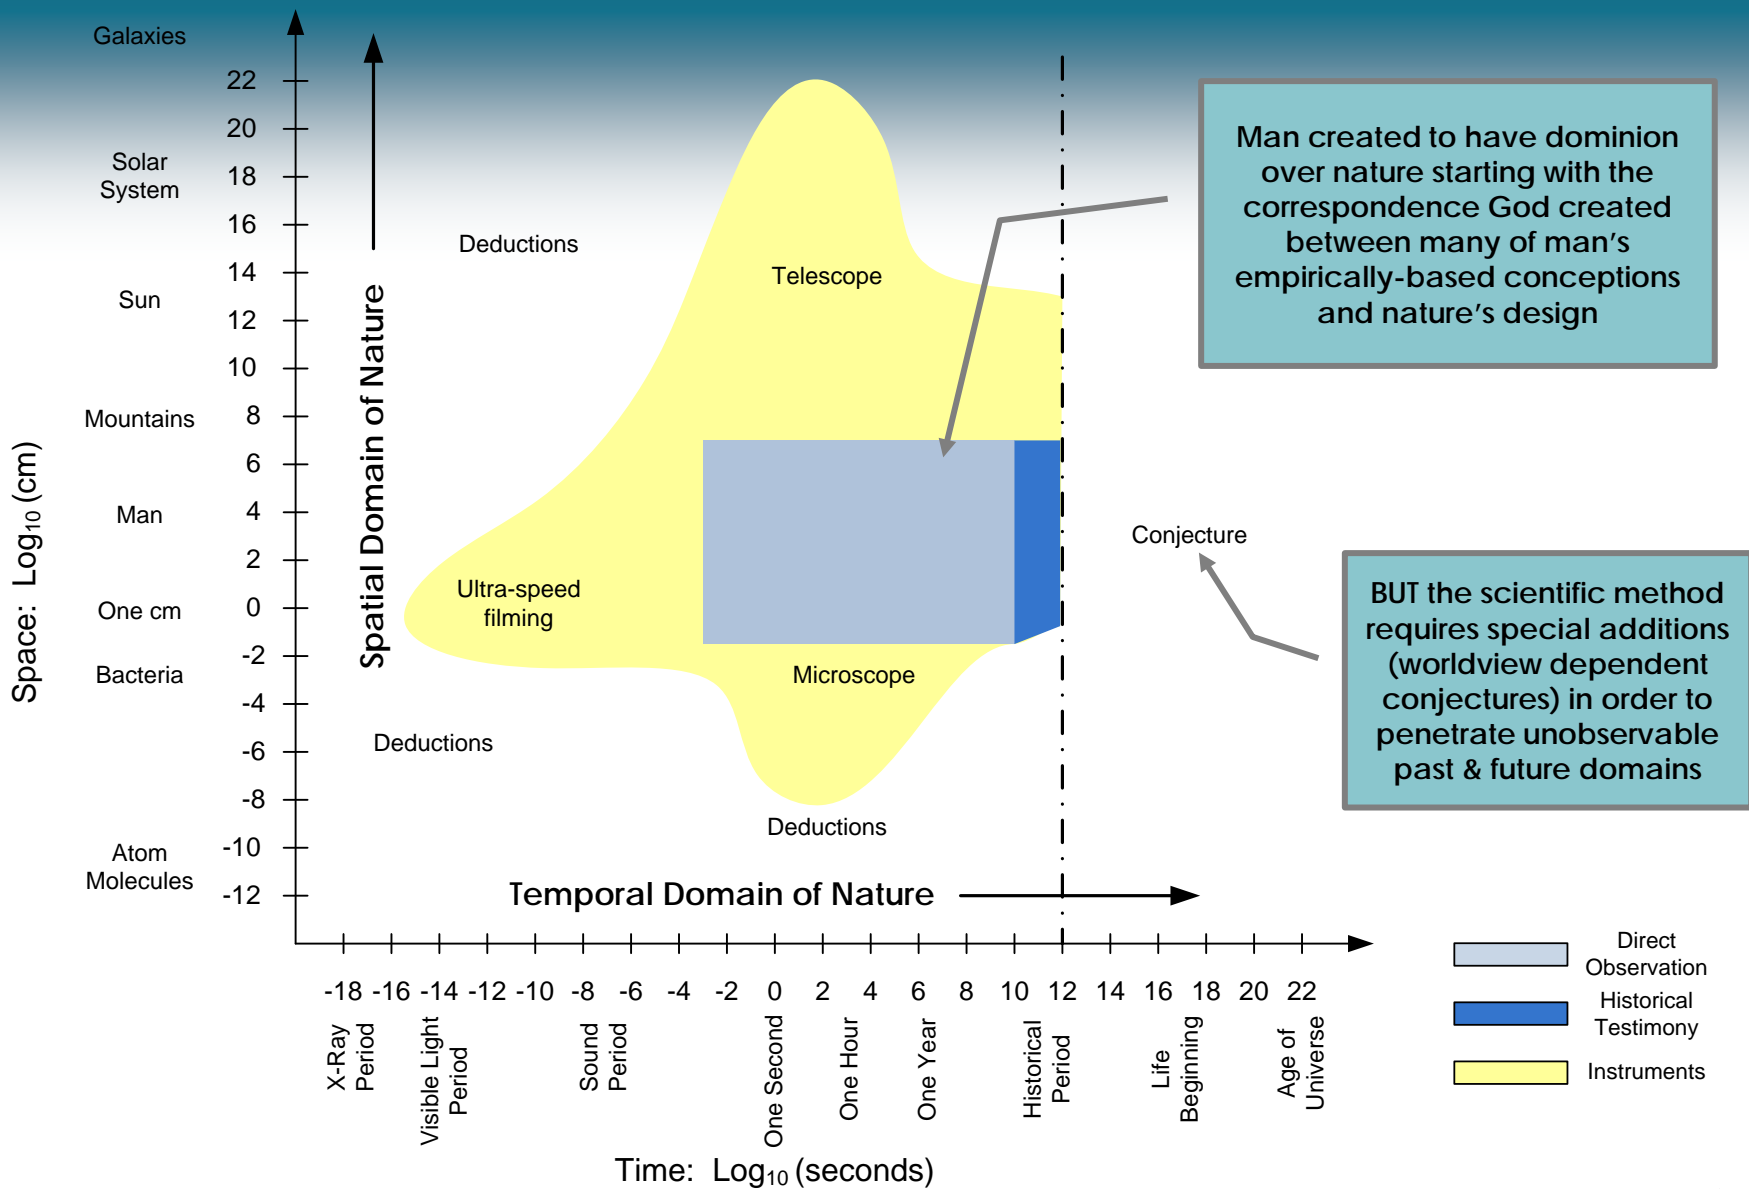 Galaxies
22
20
Solar
System
18
16
14
Sun
12
10
Mountains
8
6
Man
4
2
One cm
0
-2
Bacteria
-4
-6
-8
-10
Atom
Molecules
-12
Space: Log10 (cm)
Spatial Domain of Nature
Deductions
Telescope
Ultra-speed
filming
Microscope
Deductions
Deductions
Conjecture
Man created to have dominion
over nature starting with the
correspondence God created
between many of man's
empirically-based conceptions
and nature's design
BUT the scientific method
requires special additions
(worldview dependent
conjectures) in order to
penetrate unobservable
past & future domains
Temporal Domain of Nature
-18 -16 -14 -12 -10 -8 -6 -4 -2 0 2 4 6 8 10 12 14 16 18 20 22
X-Ray
Period
Visible Light
Period
Sound
Period
One Second
One Hour
One Year
Historical
Period
Life
Beginning
Age of
Universe
Time: Log10 (seconds)
Direct
Observation
Historical
Testimony
Instruments